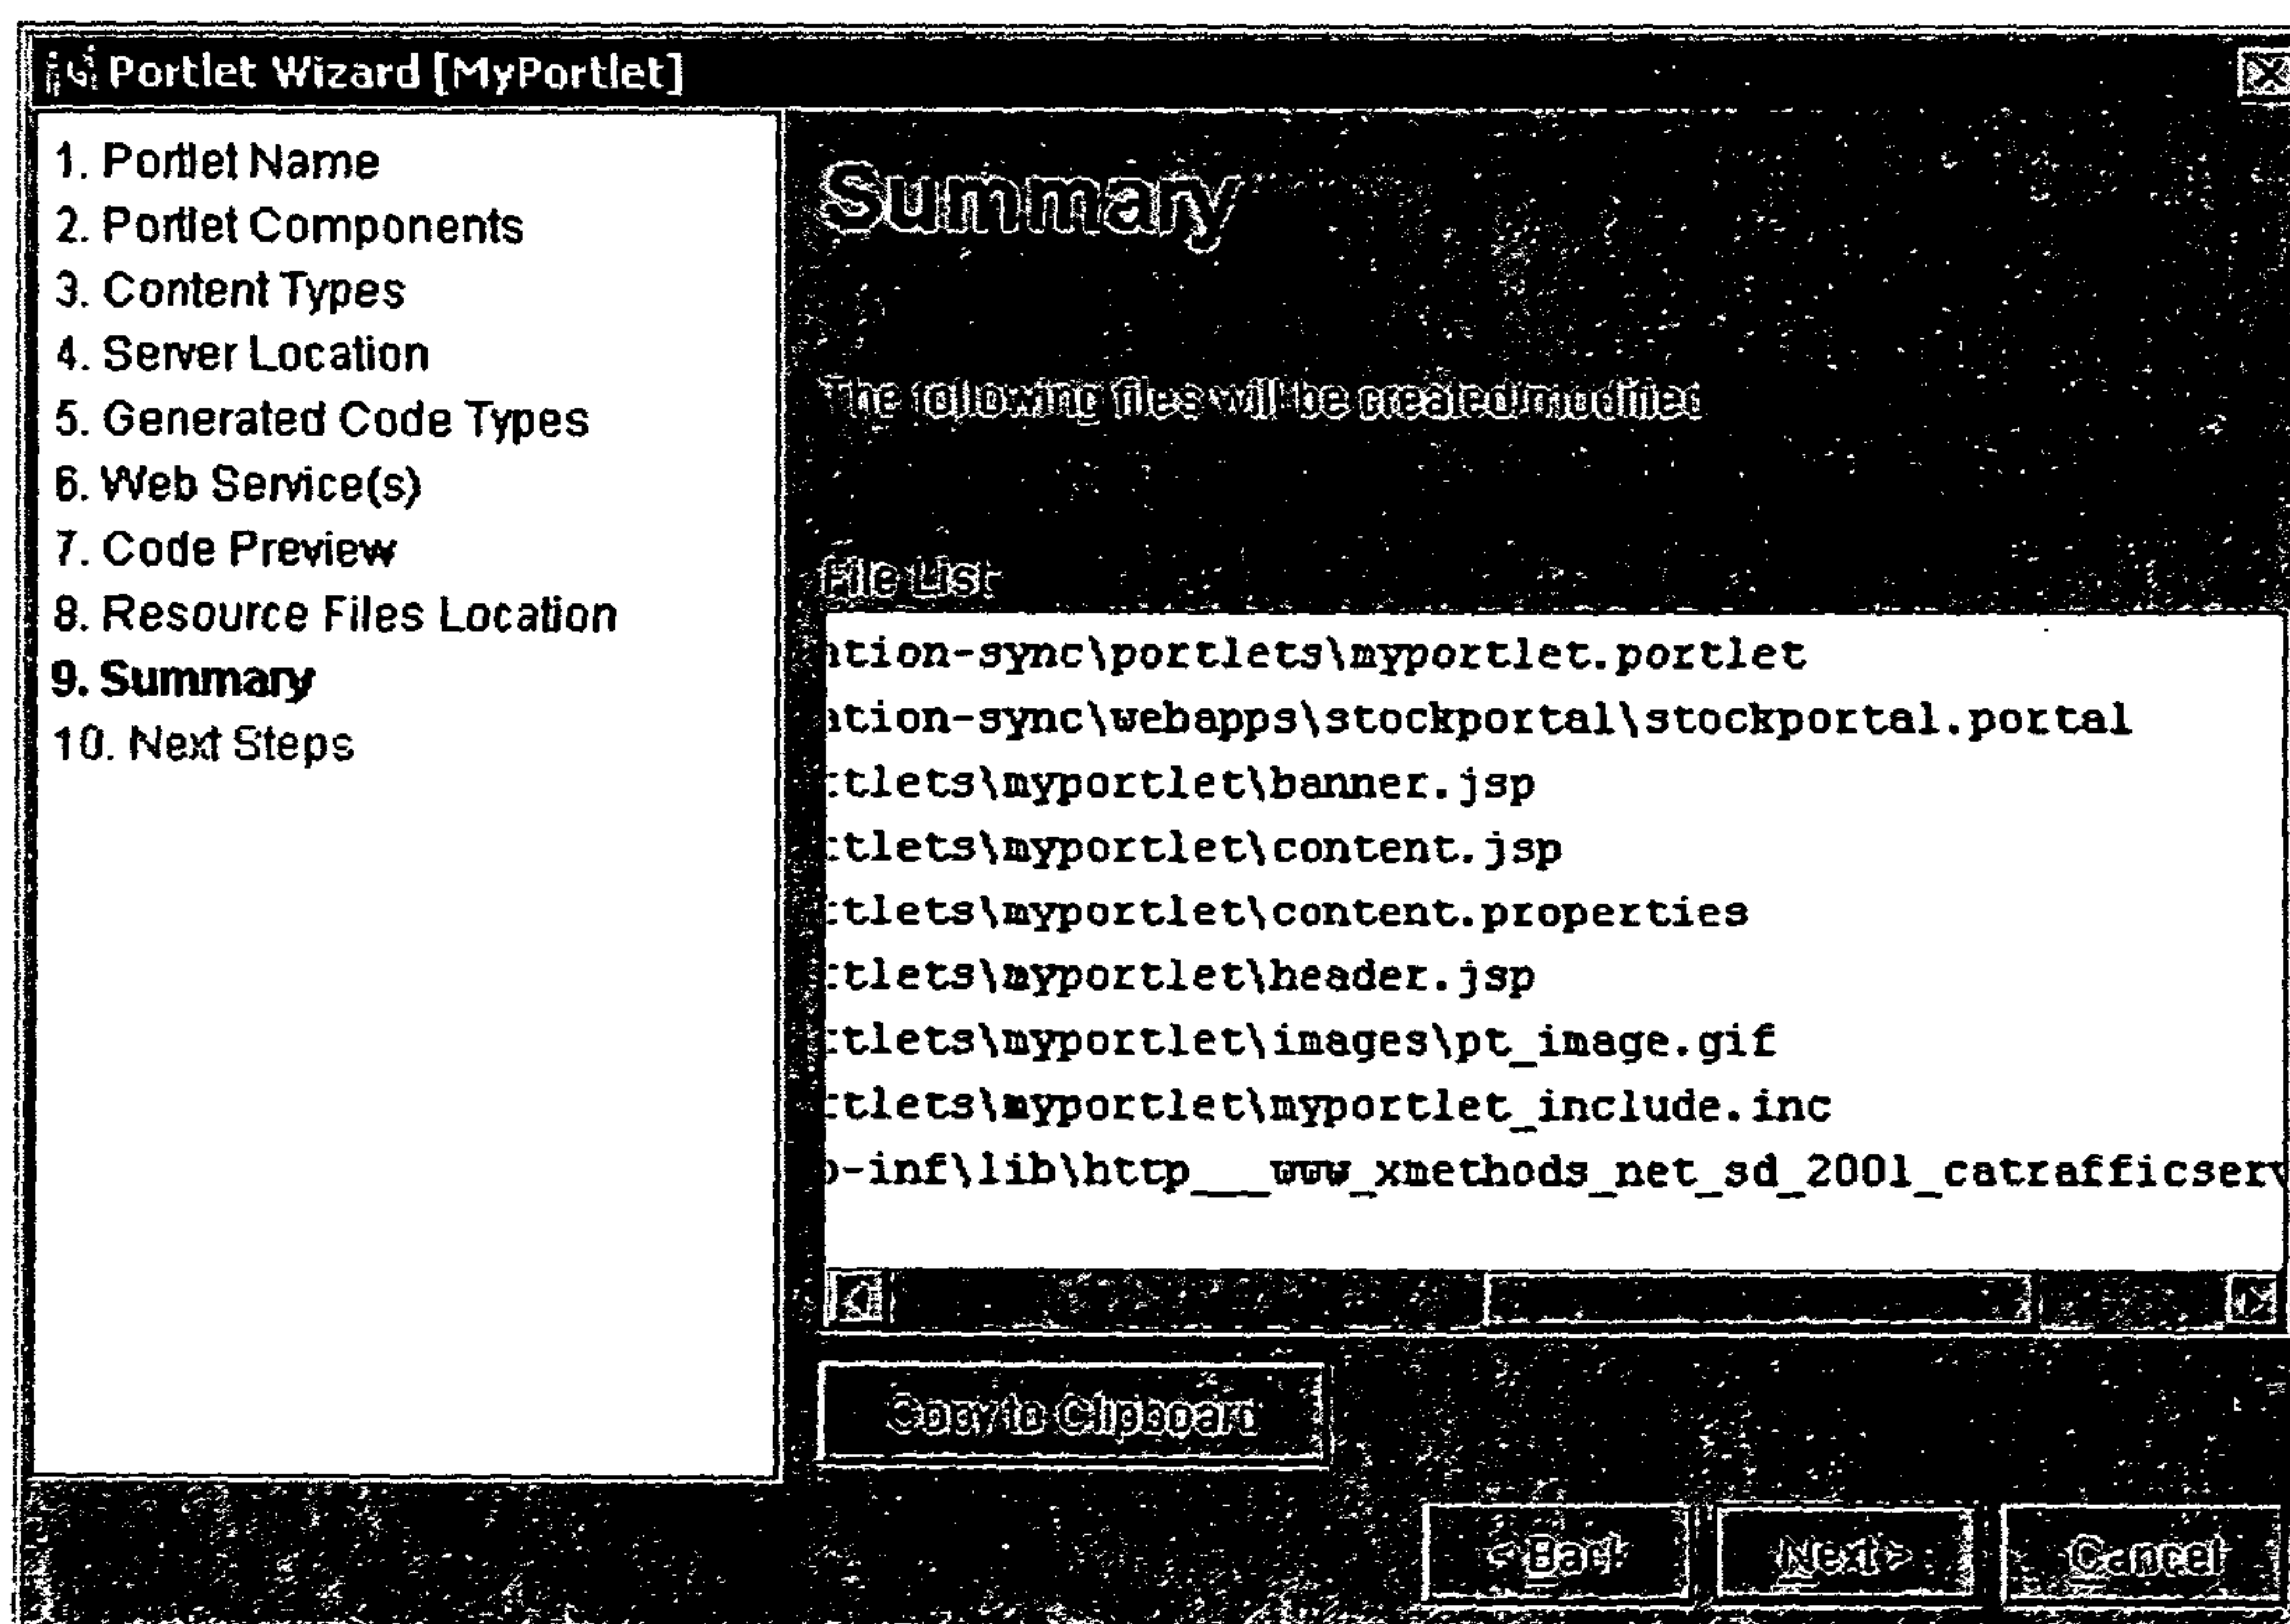 Portlet Wizard [MyPortlet]
1. Portlet Name
2. Portlet Components
3. Content Types
4. Server Location
5. Generated Code Types
6. Web Service(s)
7. Code Preview
8. Resource Files Location
9. Summary
10. Next Steps
Summary
The following files will be created/modified
File List
ation-sync\portlets\myportlet.portlet
ation-sync\webapps\stockportal\stockportal.portal
tlets\myportlet\banner.jsp
tlets\myportlet\content.jsp
tlets\myportlet\content.properties
tlets\myportlet\header.jsp
tlets\myportlet\images\pt_image.gif
tlets\myportlet\myportlet_include.inc
b-inf\lib\http___www_xmethods_net_sd_2001_catrafficserv
Copy to Clipboard
< Back
Next >
Cancel